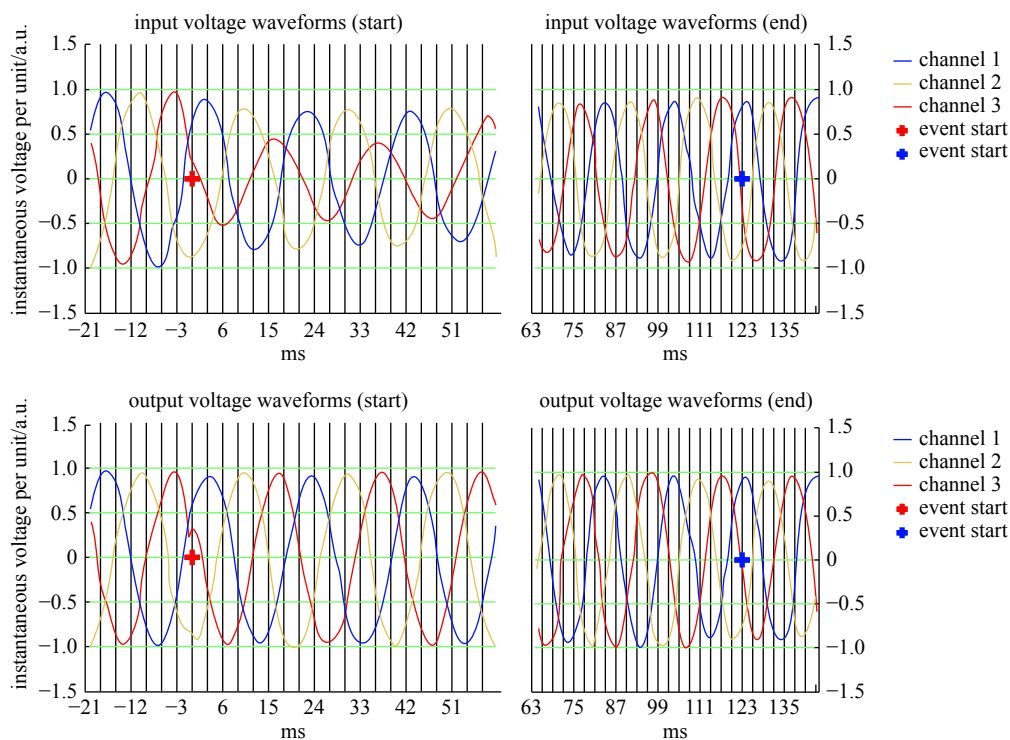 input voltage waveforms (start)
input voltage waveforms (end)
instantaneous voltage per unit/a.u.
1.5
1.0
0.5
0
−0.5
−1.0
−1.5
−21 −12 −3 6 15 24 33 42 51
ms
1.5
1.0
0.5
0
−0.5
−1.0
−1.5
63 75 87 99 111 123 135
ms
channel 1
channel 2
channel 3
event start
event start
output voltage waveforms (start)
output voltage waveforms (end)
instantaneous voltage per unit/a.u.
1.5
1.0
0.5
0
−0.5
−1.0
−1.5
−21 −12 −3 6 15 24 33 42 51
ms
1.5
1.0
0.5
0
−0.5
−1.0
−1.5
63 75 87 99 111 123 135
ms
channel 1
channel 2
channel 3
event start
event start